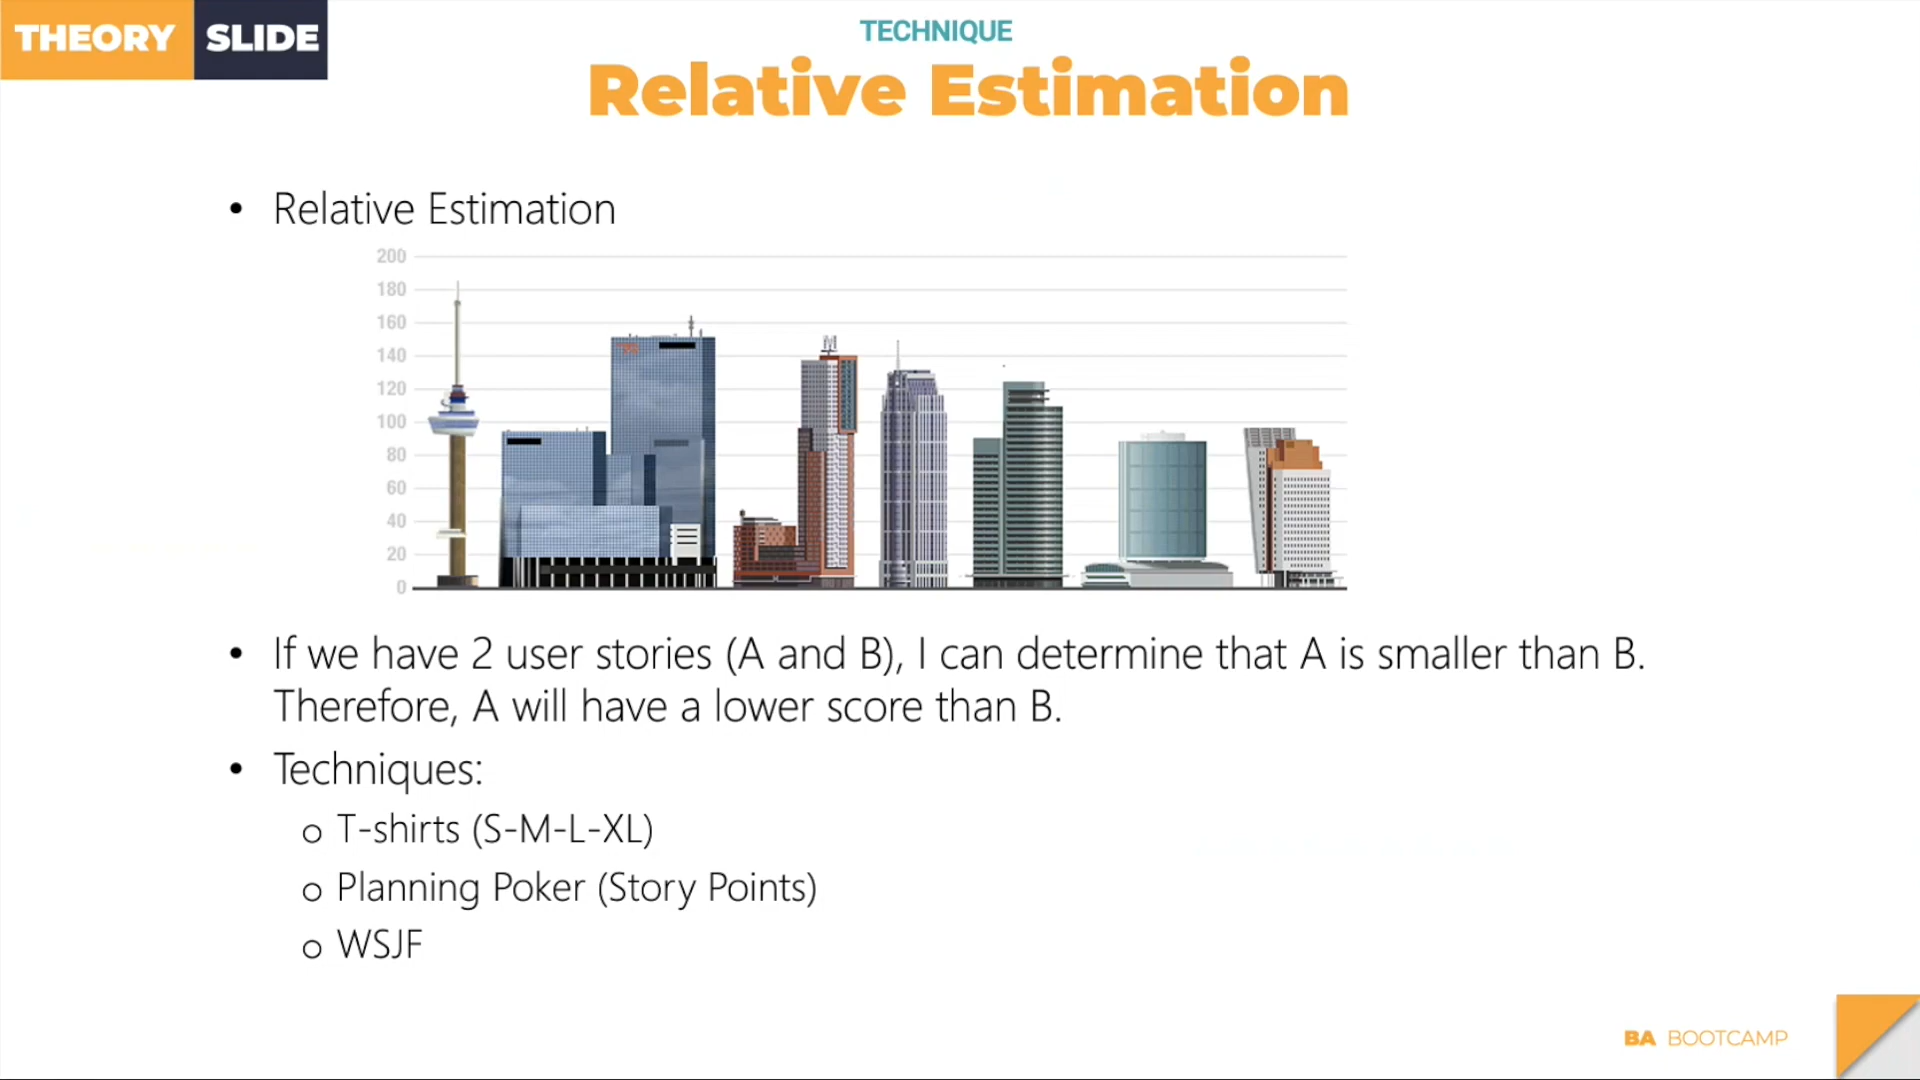 THEORY SLIDE
TECHNIQUE
Relative Estimation
• Relative Estimation
200
180
160
140
120
100
80
60
40
20
0
• If we have 2 user stories (A and B), I can determine that A is smaller than B.
Therefore, A will have a lower score than B.
• Techniques:
o T-shirts (S-M-L-XL)
o Planning Poker (Story Points)
o WSJF
BA BOOTCAMP